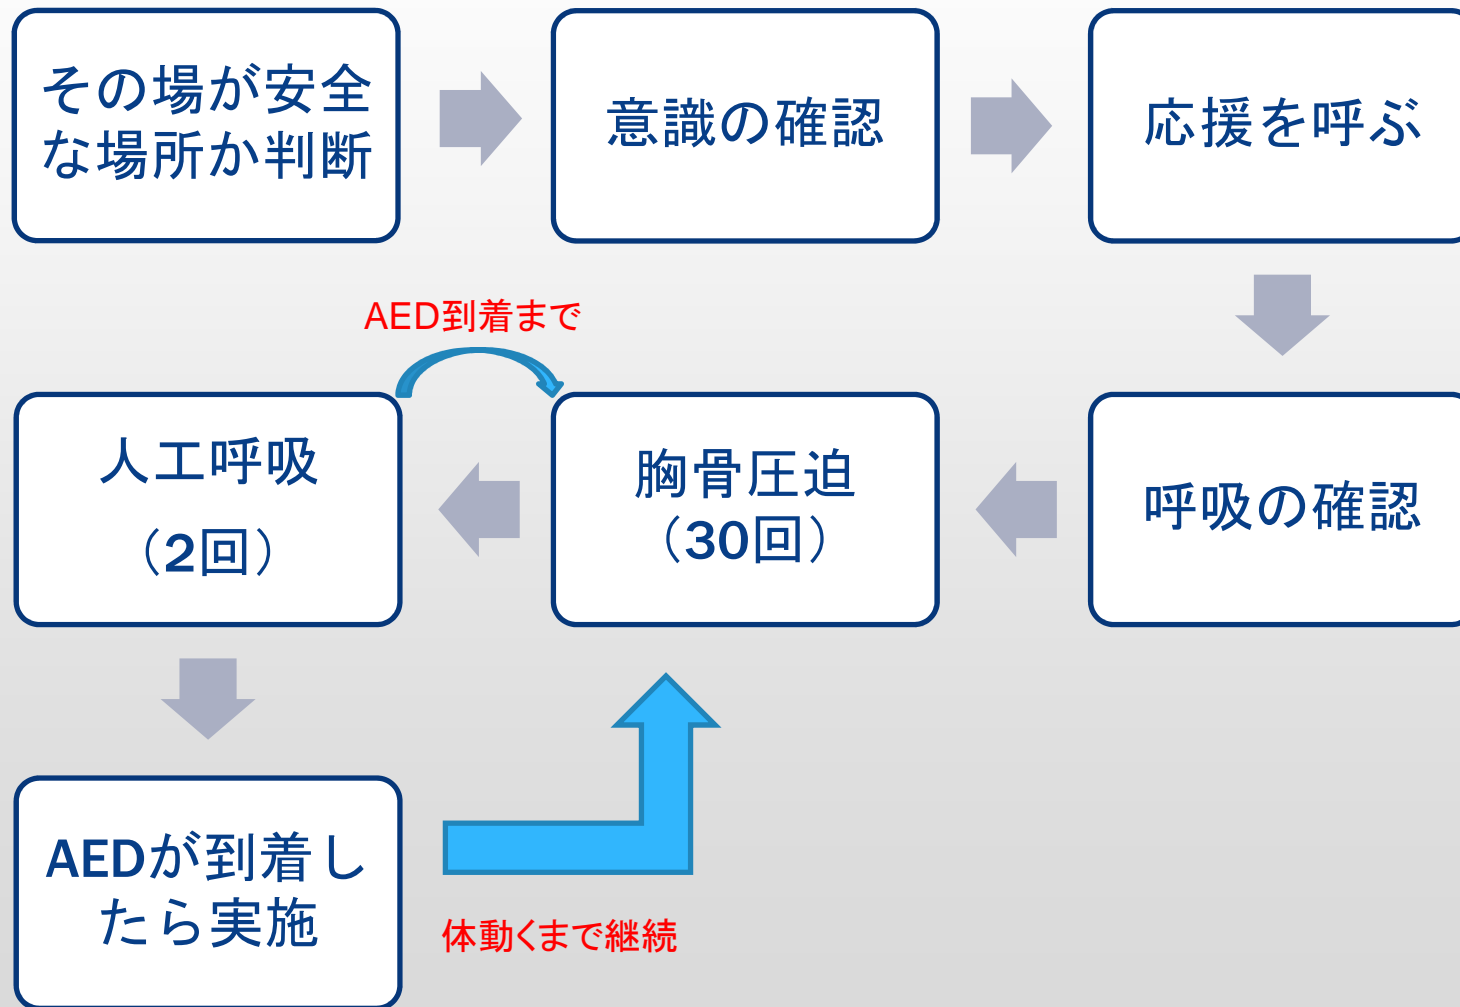 その場が安全
な場所か判断
意識の確認
応援を呼ぶ
AED到着まで
人工呼吸
（2回）
胸骨圧迫
（30回）
呼吸の確認
AEDが到着し
たら実施
体動くまで継続